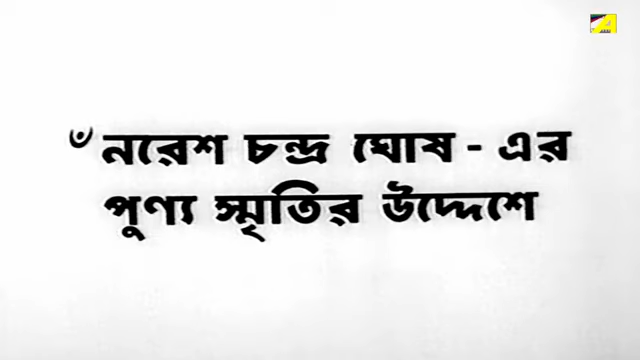 ঁ নরেশ চন্দ্র ঘোষ - এর
পুণ্য স্মৃতির উদ্দেশে